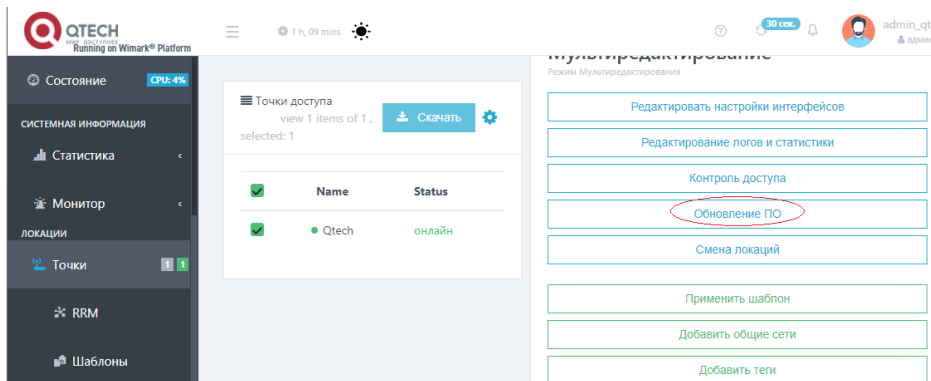 QTECH
МИР ДОСТУПНЕЕ
Running on Wimark® Platform
1 h, 09 mins
30 сек.
admin_qt
админ
Состояние
CPU: 4%
СИСТЕМНАЯ ИНФОРМАЦИЯ
Статистика
Монитор
ЛОКАЦИИ
Точки
1 1
RRM
Шаблоны
Точки доступа
view 1 items of 1 ,
selected: 1
Скачать
Name Status
Qtech онлайн
Мультиредактирование
Режим Мультиредактирования
Редактировать настройки интерфейсов
Редактирование логов и статистики
Контроль доступа
Обновление ПО
Смена локаций
Применить шаблон
Добавить общие сети
Добавить теги